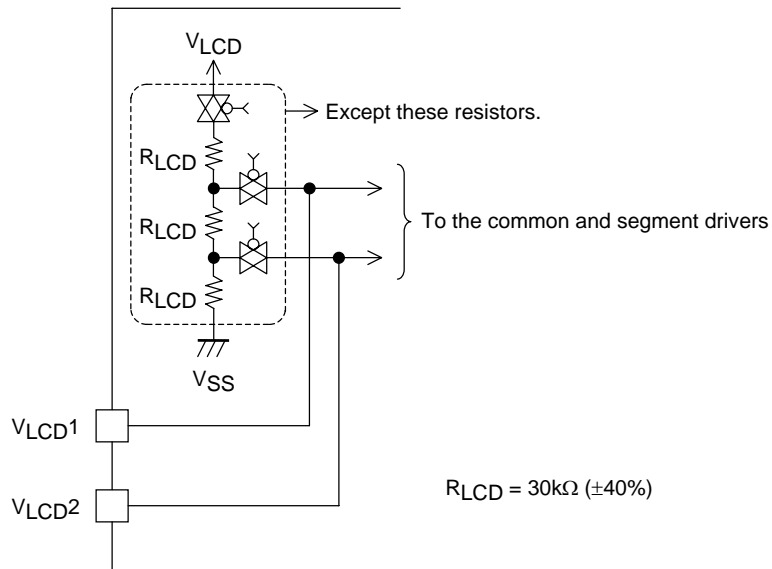 VLCD
Except these resistors.
RLCD
RLCD
To the common and segment drivers
RLCD
VSS
VLCD1
VLCD2
RLCD = 30kΩ (±40%)